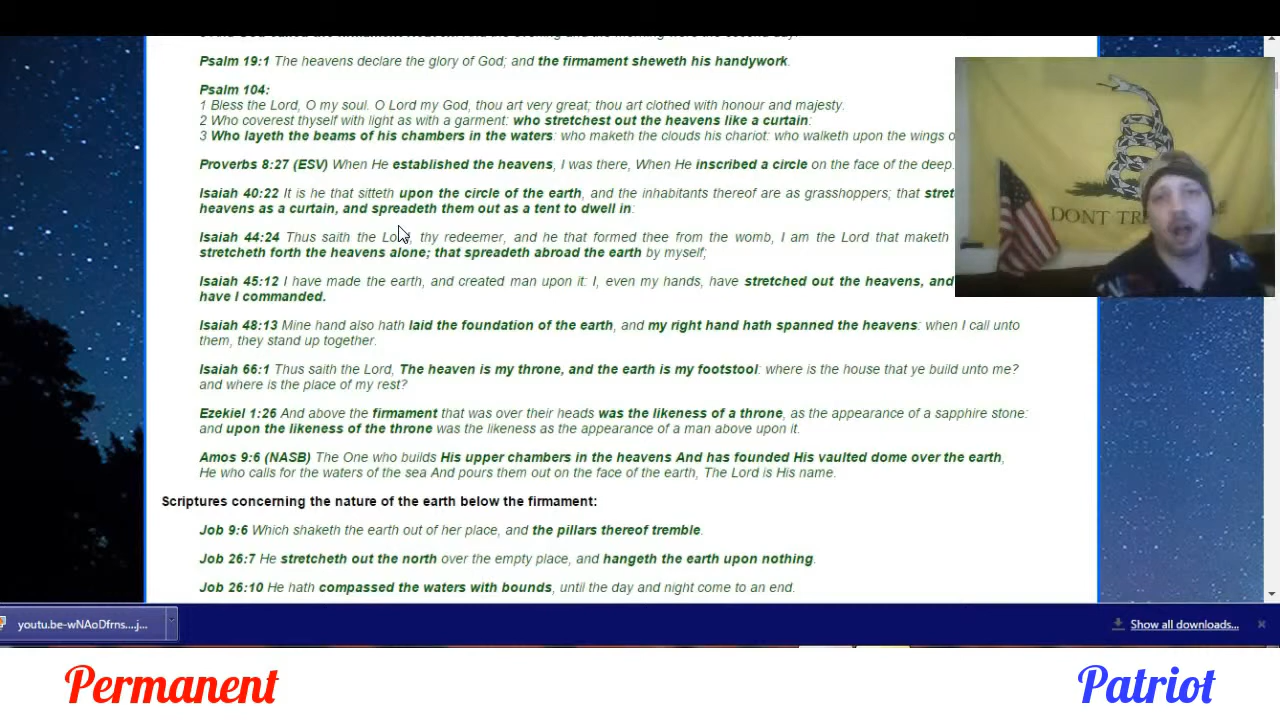 Psalm 19:1 The heavens declare the glory of God; and the firmament sheweth his handywork.
Psalm 104:
1 Bless the Lord, O my soul. O Lord my God, thou art very great; thou art clothed with honour and majesty.
2 Who coverest thyself with light as with a garment: who stretchest out the heavens like a curtain:
3 Who layeth the beams of his chambers in the waters: who maketh the clouds his chariot: who walketh upon the wings o
Proverbs 8:27 (ESV) When He established the heavens, I was there, When He inscribed a circle on the face of the deep.
Isaiah 40:22 It is he that sitteth upon the circle of the earth, and the inhabitants thereof are as grasshoppers; that stret
heavens as a curtain, and spreadeth them out as a tent to dwell in:
Isaiah 44:24 Thus saith the Lord, thy redeemer, and he that formed thee from the womb, I am the Lord that maketh
stretcheth forth the heavens alone; that spreadeth abroad the earth by myself;
Isaiah 45:12 I have made the earth, and created man upon it: I, even my hands, have stretched out the heavens, and
have I commanded.
Isaiah 48:13 Mine hand also hath laid the foundation of the earth, and my right hand hath spanned the heavens: when I call unto
them, they stand up together.
Isaiah 66:1 Thus saith the Lord, The heaven is my throne, and the earth is my footstool: where is the house that ye build unto me?
and where is the place of my rest?
Ezekiel 1:26 And above the firmament that was over their heads was the likeness of a throne, as the appearance of a sapphire stone:
and upon the likeness of the throne was the likeness as the appearance of a man above upon it.
Amos 9:6 (NASB) The One who builds His upper chambers in the heavens And has founded His vaulted dome over the earth,
He who calls for the waters of the sea And pours them out on the face of the earth, The Lord is His name.
Scriptures concerning the nature of the earth below the firmament:
Job 9:6 Which shaketh the earth out of her place, and the pillars thereof tremble.
Job 26:7 He stretcheth out the north over the empty place, and hangeth the earth upon nothing.
Job 26:10 He hath compassed the waters with bounds, until the day and night come to an end.
DONT TR
youtu.be-wNAoDfrns....j...
Show all downloads...
Permanent
Patriot